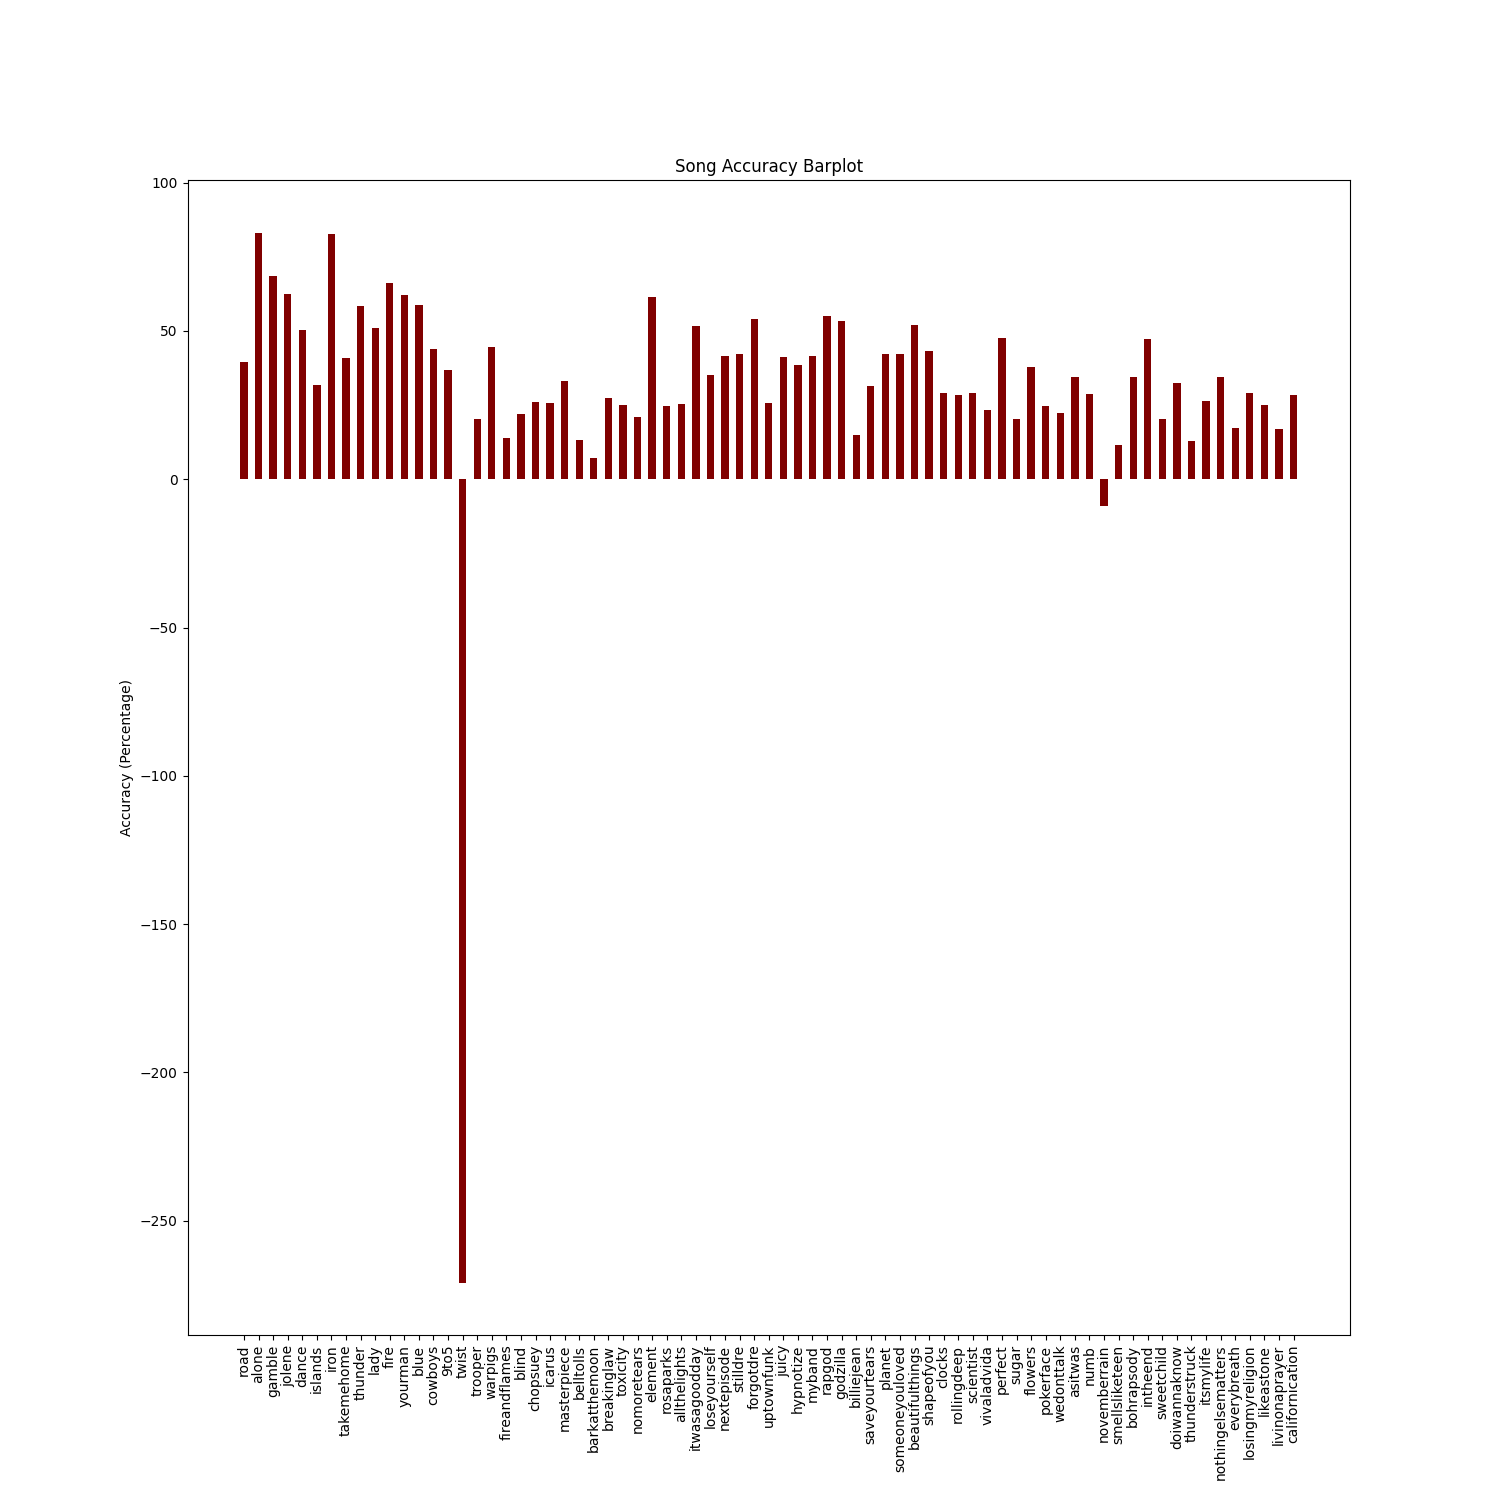 Song Accuracy Barplot
100
50
0
−50
−100
−150
−200
−250
Accuracy (Percentage)
road
alone
gamble
jolene
dance
islands
iron
takemehome
thunder
lady
fire
yourman
blue
cowboys
9to5
twist
trooper
warpigs
fireandflames
blind
chopsuey
icarus
masterpiece
belltolls
barkatthemoon
breakinglaw
toxicity
nomoretears
element
rosaparks
allthelights
itwasagoodday
loseyourself
nextepisode
stilldre
forgotdre
uptownfunk
juicy
hypnotize
myband
rapgod
godzilla
billiejean
saveyourtears
planet
someoneyouloved
beautifulthings
shapeofyou
clocks
rollingdeep
scientist
vivaladvida
perfect
sugar
flowers
pokerface
wedonttalk
asitwas
numb
novemberrain
smellsliketeen
bohrapsody
intheend
sweetchild
doiwannaknow
thunderstruck
itsmylife
nothingelsematters
everybreath
losingmyreligion
likeastone
livinonaprayer
californication